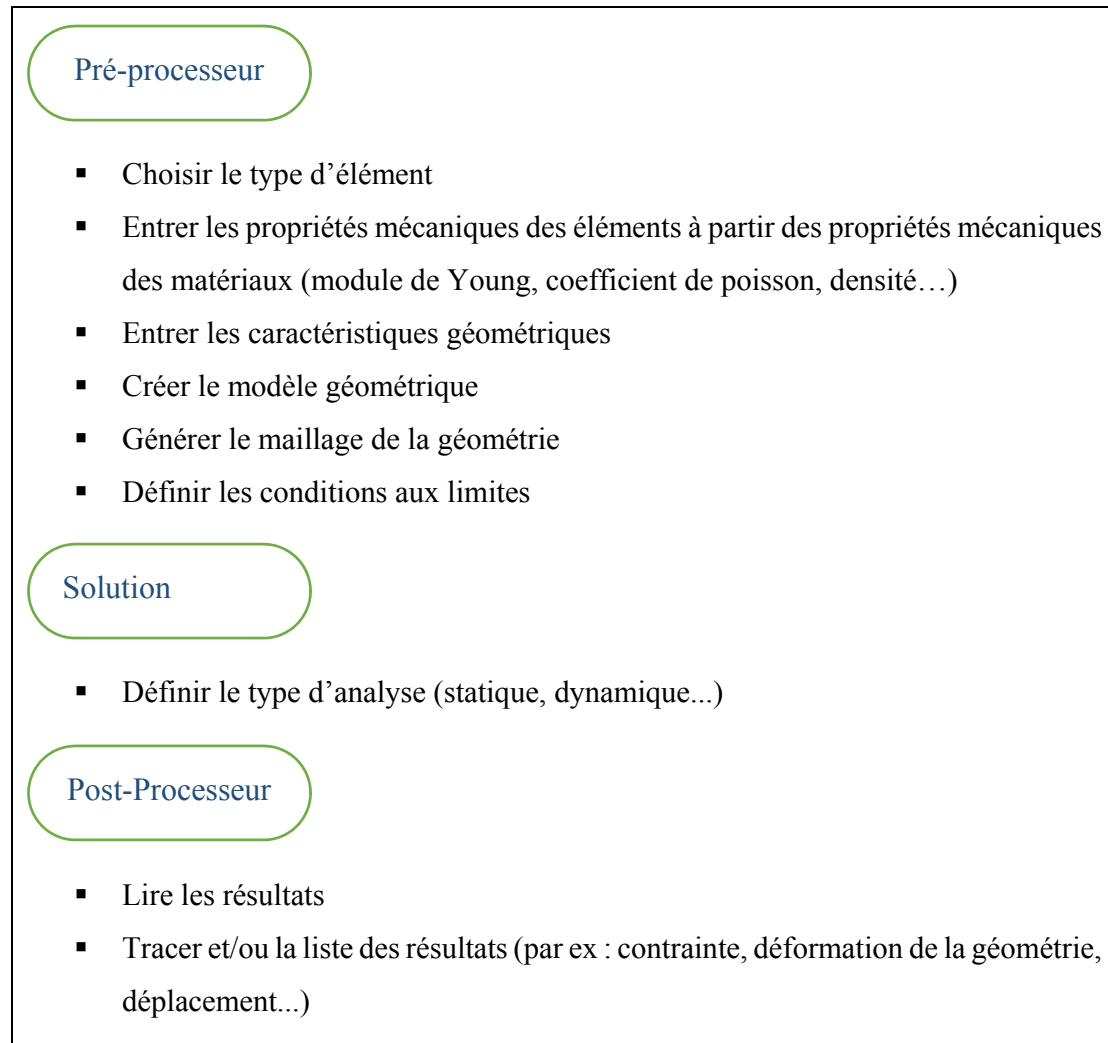 Pré-processeur
▪ Choisir le type d’élément
▪ Entrer les propriétés mécaniques des éléments à partir des propriétés mécaniques
des matériaux (module de Young, coefficient de poisson, densité…)
▪ Entrer les caractéristiques géométriques
▪ Créer le modèle géométrique
▪ Générer le maillage de la géométrie
▪ Définir les conditions aux limites
Solution
▪ Définir le type d’analyse (statique, dynamique...)
Post-Processeur
▪ Lire les résultats
▪ Tracer et/ou la liste des résultats (par ex : contrainte, déformation de la géométrie,
déplacement...)